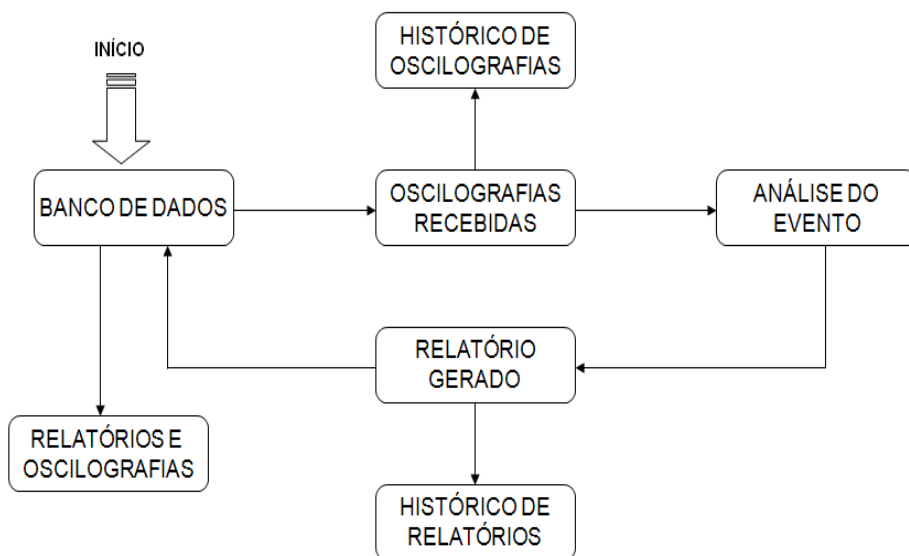 HISTÓRICO DE
OSCILOGRAFIAS
INÍCIO
BANCO DE DADOS
OSCILOGRAFIAS
RECEBIDAS
ANÁLISE DO
EVENTO
RELATÓRIO
GERADO
RELATÓRIOS E
OSCILOGRAFIAS
HISTÓRICO DE
RELATÓRIOS